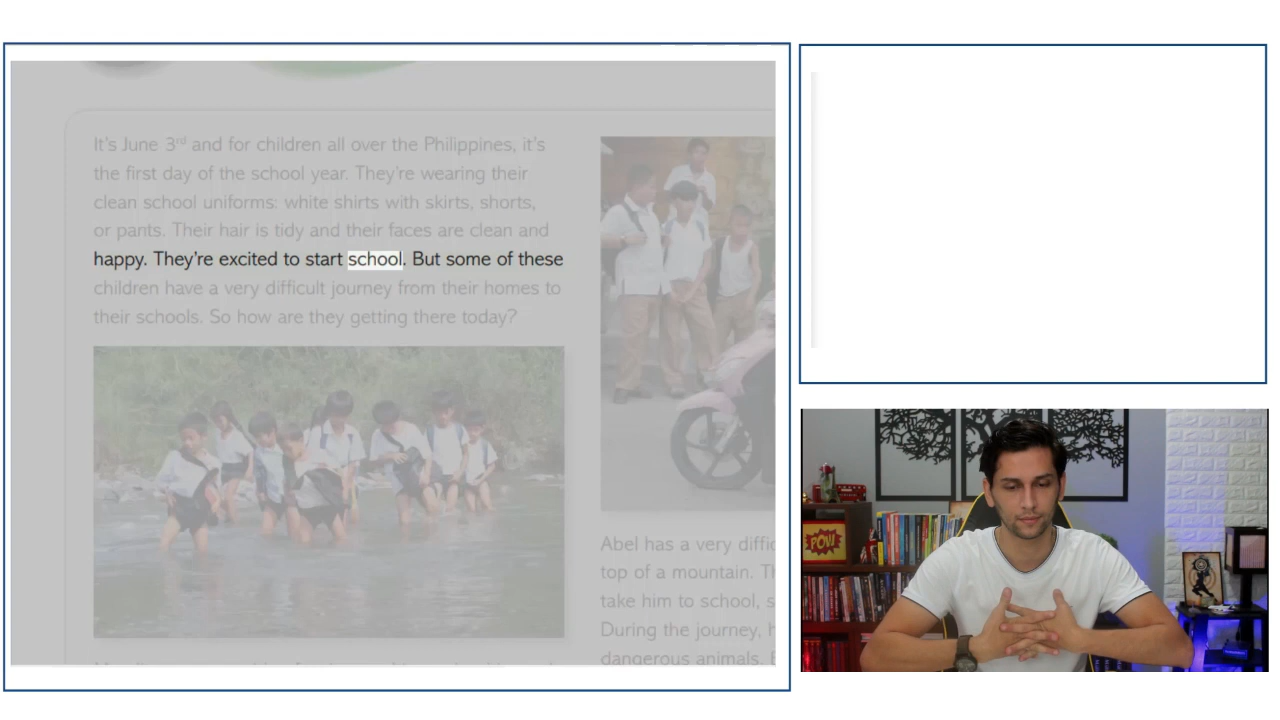 It's June 3rd and for children all over the Philippines, it's
the first day of the school year. They're wearing their
clean school uniforms: white shirts with skirts, shorts,
or pants. Their hair is tidy and their faces are clean and
happy. They're excited to start school. But some of these
children have a very difficult journey from their homes to
their schools. So how are they getting there today?
Abel has a very
top of a mountain.
take him to school,
During the journey,
dangerous animals.
POW